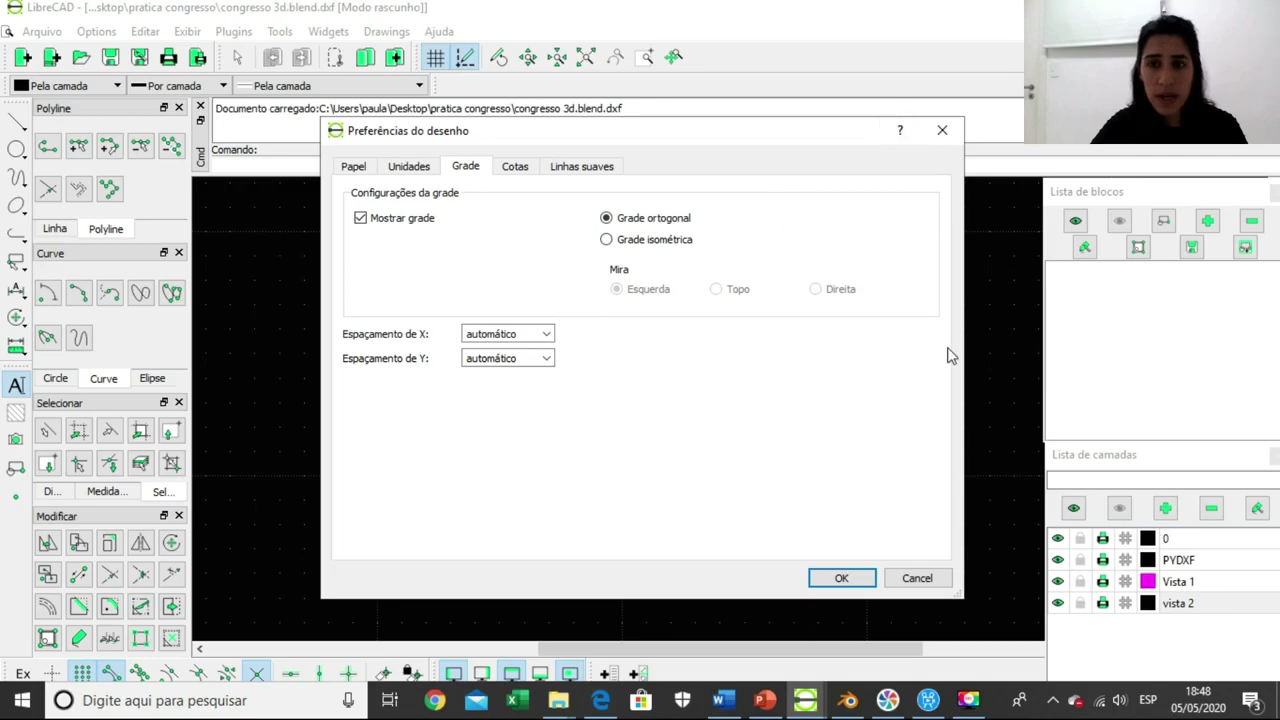 LibreCAD - [...sktop\pratica congresso\congresso 3d.blend.dxf [Modo rascunho]]
Arquivo Options Editar Exibir Plugins Tools Widgets Drawings Ajuda
Pela camada Por camada Pela camada
Polyline
Cmd
Documento carregado:C:\Users\paula\Desktop\pratica congresso\congresso 3d.blend.dxf
Comando:
Linha Polyline
Curve
Circle Curve Elipse
Selecionar
Di... Medida... Sel...
Modificar
Ex
Preferências do desenho
?
Papel Unidades Grade Cotas Linhas suaves
Configurações da grade
Mostrar grade
Grade ortogonal
Grade isométrica
Mira
Esquerda Topo Direita
Espaçamento de X: automático
Espaçamento de Y: automático
OK Cancel
Lista de blocos
Lista de camadas
0
PYDXF
Vista 1
vista 2
Digite aqui para pesquisar
ESP
18:48
05/05/2020
3